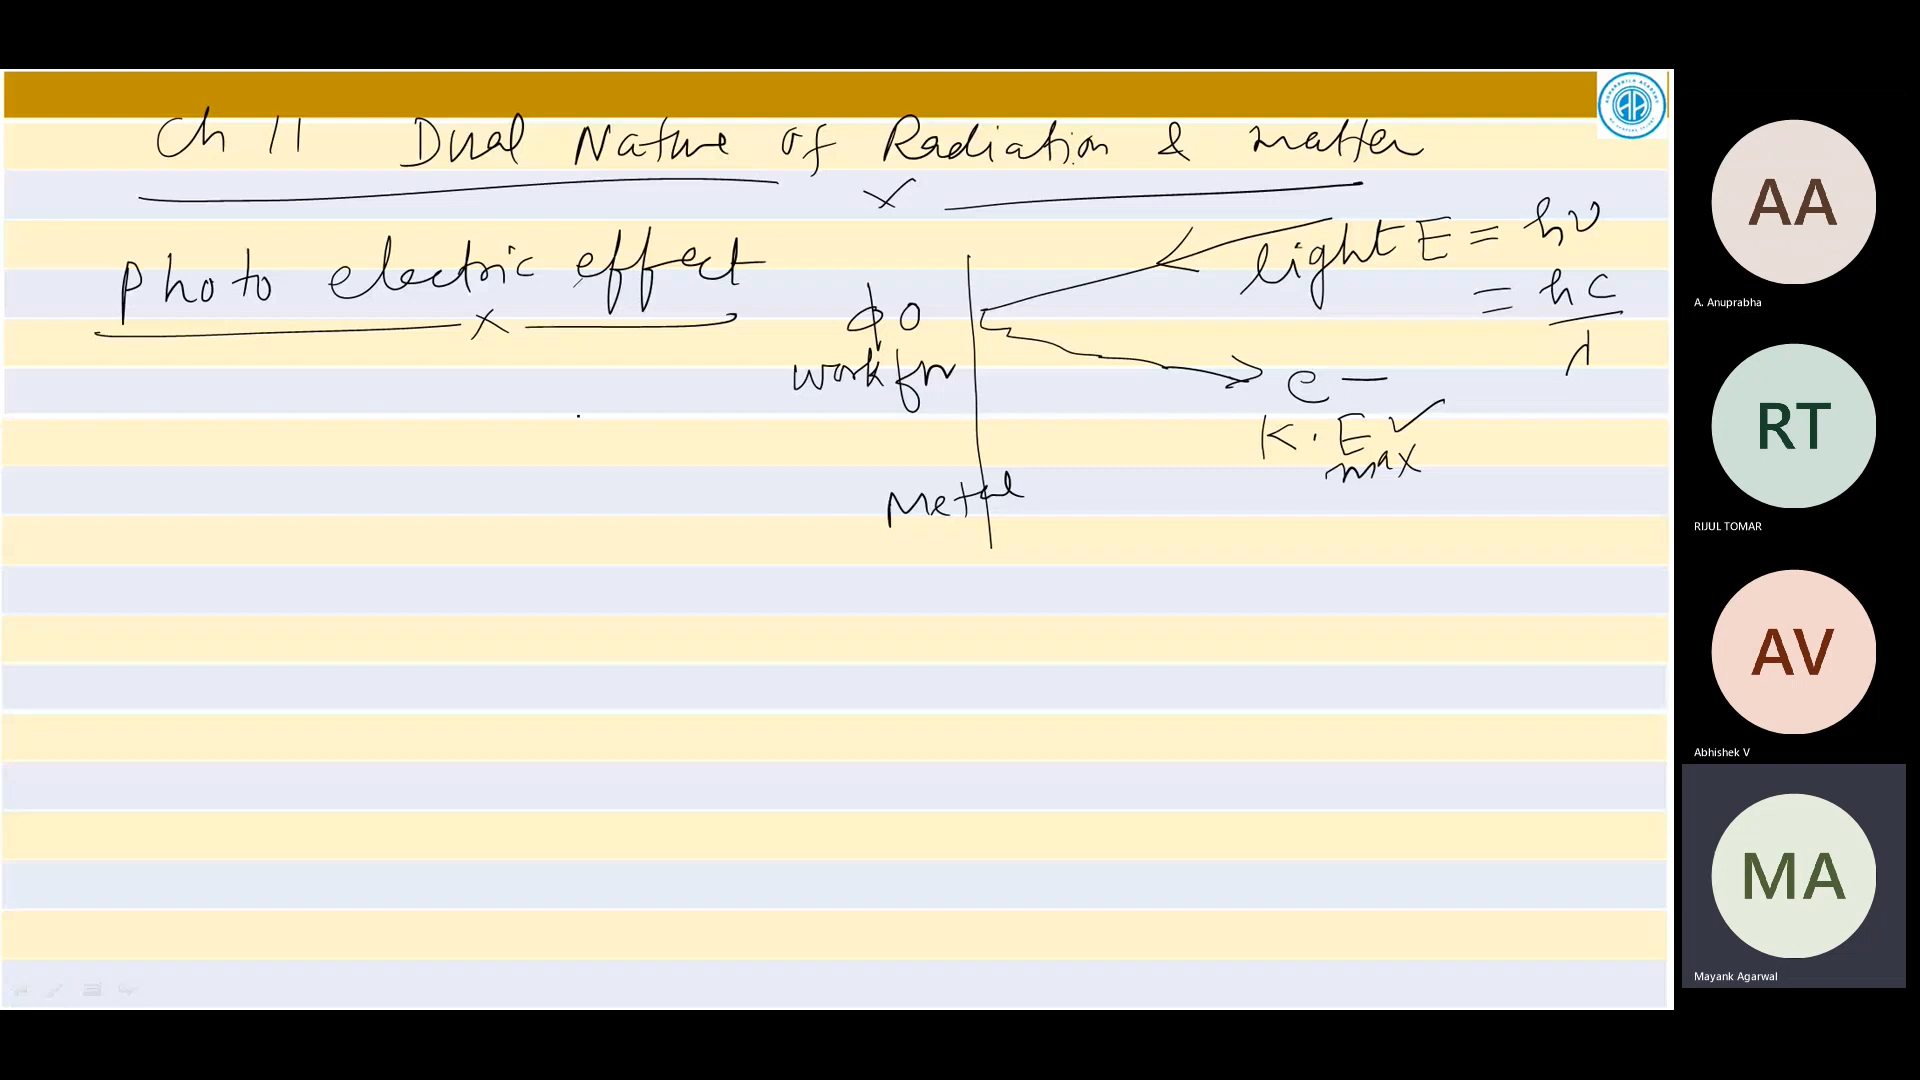 Ch 11 Dual Nature of Radiation & matter
Photo electric effect
light E = hν
= hc
λ
ϕ0
work fn
e –
K.E ✓
max
Metal
AA
A. Anuprabha
RT
RIJUL TOMAR
AV
Abhishek V
MA
Mayank Agarwal